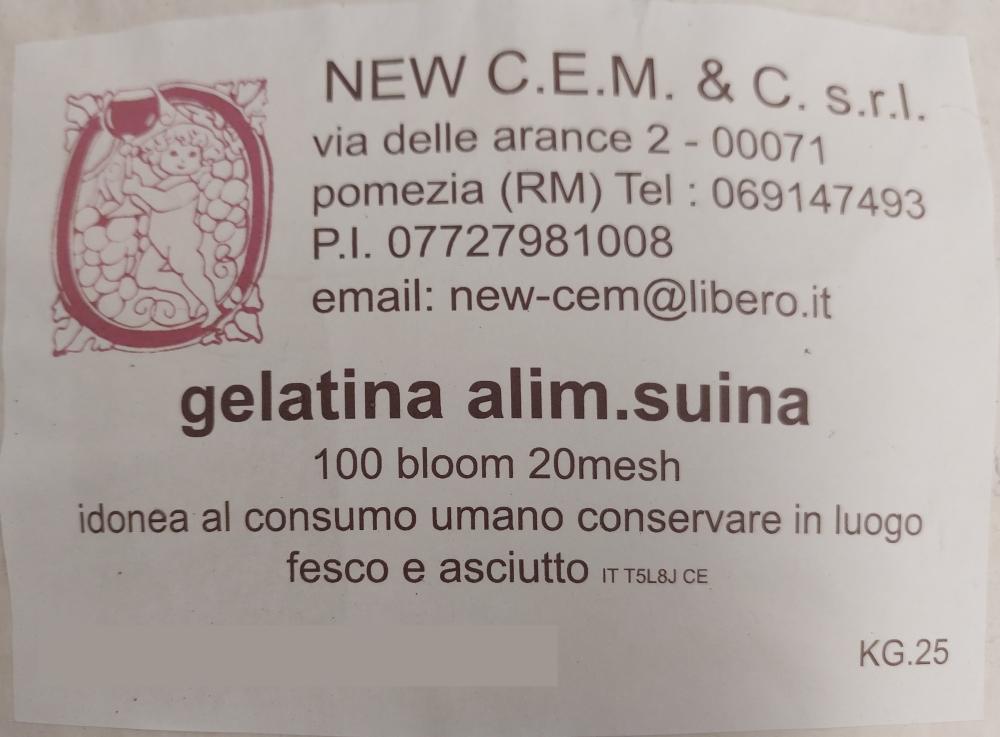 NEW C.E.M. & C. s.r.l.
via delle arance 2 - 00071
pomezia (RM) Tel : 069147493
P.I. 07727981008
email: new-cem@libero.it
gelatina alim.suina
100 bloom 20mesh
idonea al consumo umano conservare in luogo
fesco e asciutto IT T5L8J CE
KG.25